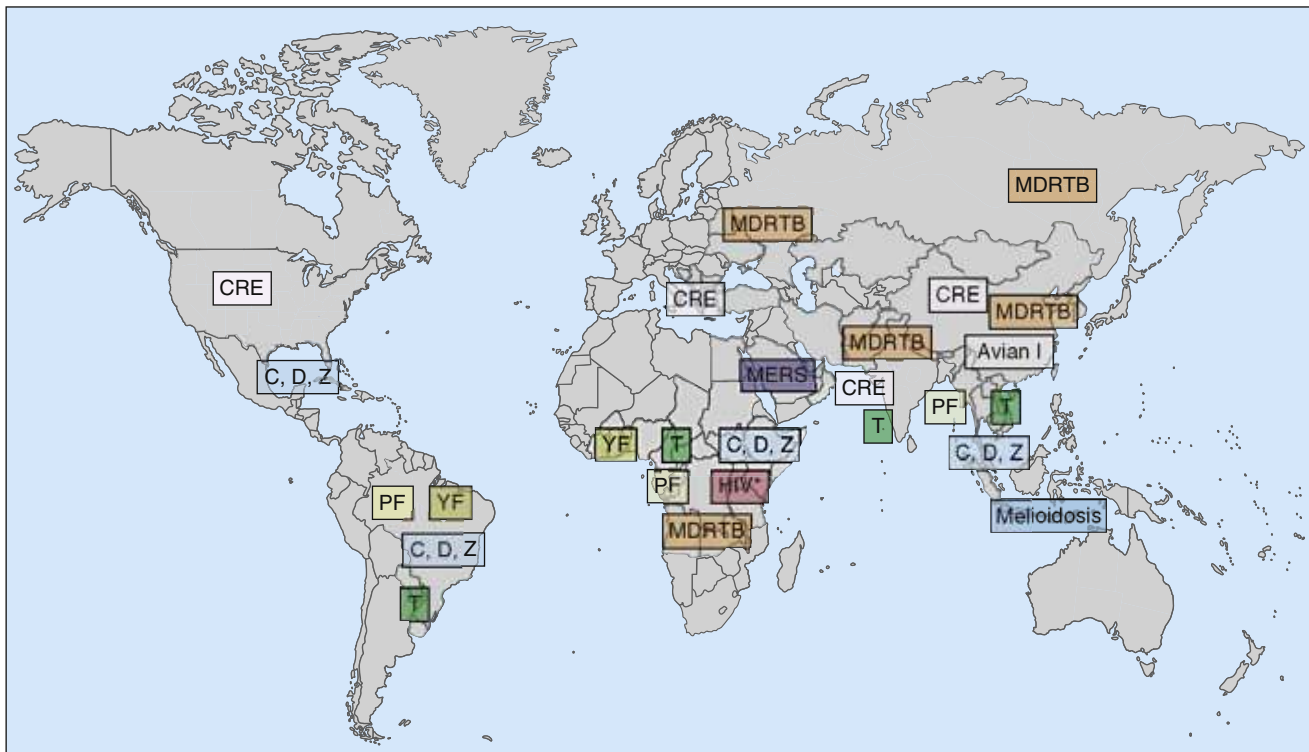 MDRTB
MDRTB
CRE
CRE
CRE
MDRTB
MDRTB
Avian I
C, D, Z
MERS
CRE
PF
T
T
YF
T
C, D, Z
C, D, Z
PF
YF
PF
HIV*
Melioidosis
MDRTB
C, D, Z
T